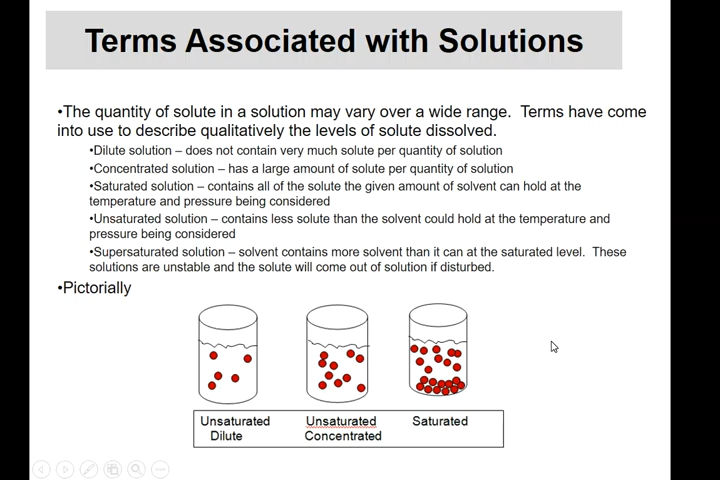 Terms Associated with Solutions
•The quantity of solute in a solution may vary over a wide range. Terms have come
into use to describe qualitatively the levels of solute dissolved.
•Dilute solution – does not contain very much solute per quantity of solution
•Concentrated solution – has a large amount of solute per quantity of solution
•Saturated solution – contains all of the solute the given amount of solvent can hold at the
temperature and pressure being considered
•Unsaturated solution – contains less solute than the solvent could hold at the temperature and
pressure being considered
•Supersaturated solution – solvent contains more solvent than it can at the saturated level. These
solutions are unstable and the solute will come out of solution if disturbed.
•Pictorially
Unsaturated Unsaturated Saturated
Dilute Concentrated